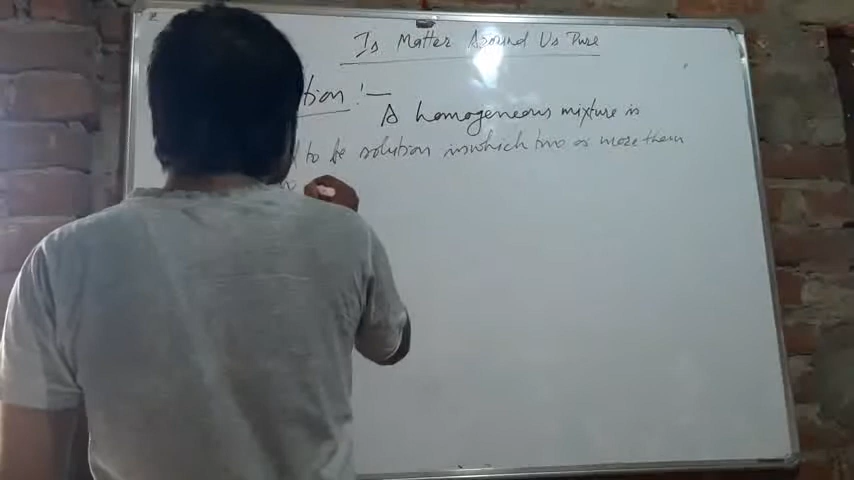 Is Matter Around Us Pure
tion :—
A homogeneous mixture is
to be solution in which two or more than